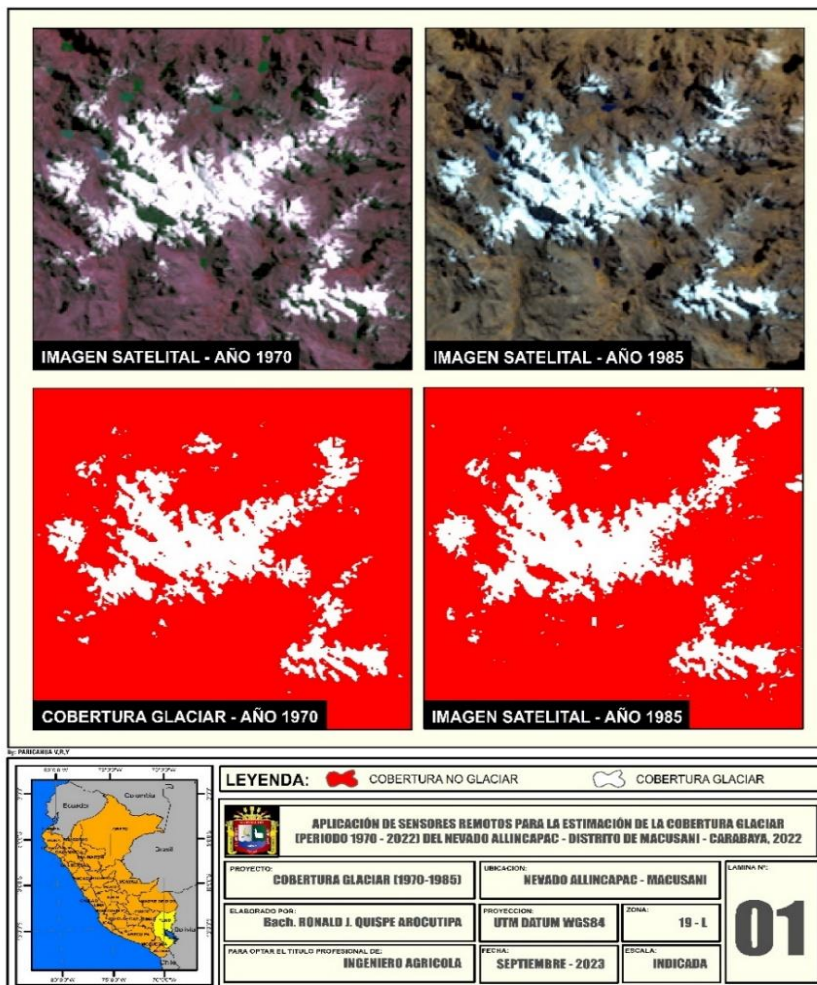 IMAGEN SATELITAL - AÑO 1970
IMAGEN SATELITAL - AÑO 1985
COBERTURA GLACIAR - AÑO 1970
IMAGEN SATELITAL - AÑO 1985
By: PARICAHUA V,R,Y
Ecuador
Colombia
Brasil
Bolivia
Chile
LEYENDA:
COBERTURA NO GLACIAR
COBERTURA GLACIAR
APLICACIÓN DE SENSORES REMOTOS PARA LA ESTIMACIÓN DE LA COBERTURA GLACIAR
(PERIODO 1970 - 2022) DEL NEVADO ALLINCAPAC - DISTRITO DE MACUSANI - CARABAYA, 2022
PROYECTO:
COBERTURA GLACIAR (1970-1985)
UBICACION:
NEVADO ALLINCAPAC - MACUSANI
LAMINA Nº:
01
ELABORADO POR:
Bach. RONALD J. QUISPE AROCUTIPA
PROYECCION:
UTM DATUM WGS84
ZONA:
19 - L
PARA OPTAR EL TITULO PROFESIONAL DE:
INGENIERO AGRICOLA
FECHA:
SEPTIEMBRE - 2023
ESCALA:
INDICADA